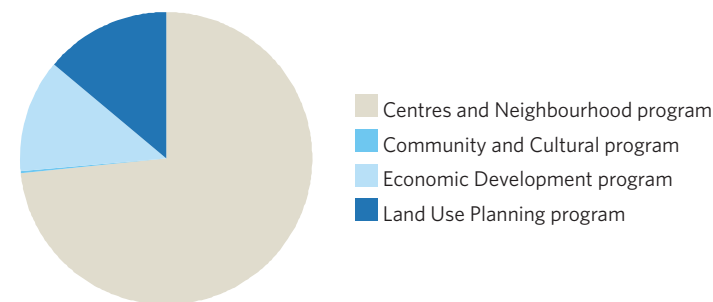 Centres and Neighbourhood program
Community and Cultural program
Economic Development program
Land Use Planning program